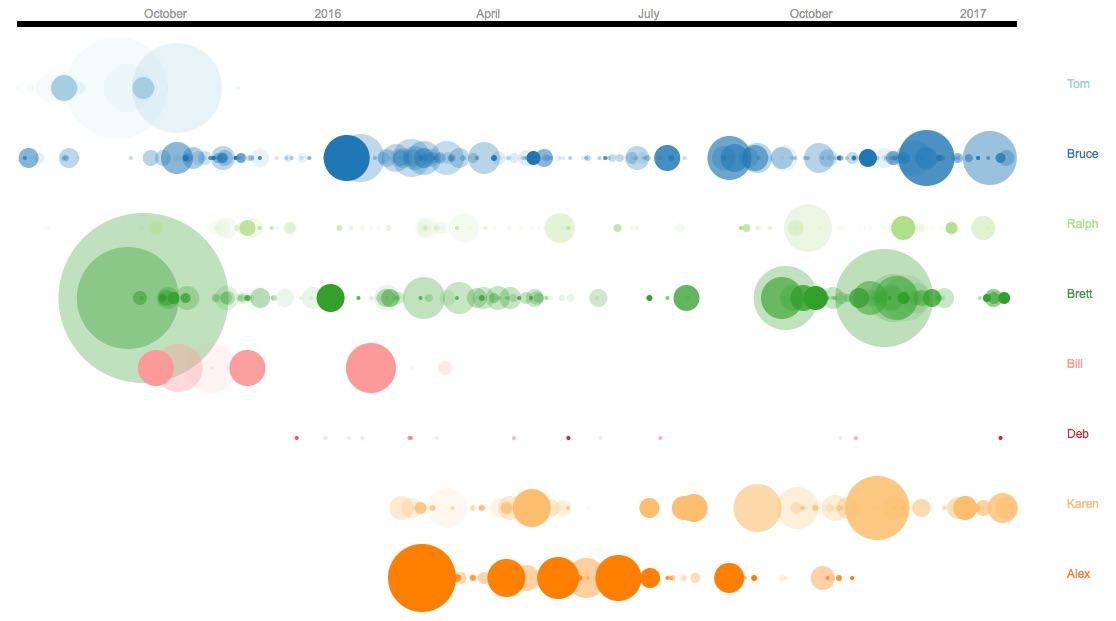 October 2016 April July October 2017
Tom
Bruce
Ralph
Brett
Bill
Deb
Karen
Alex